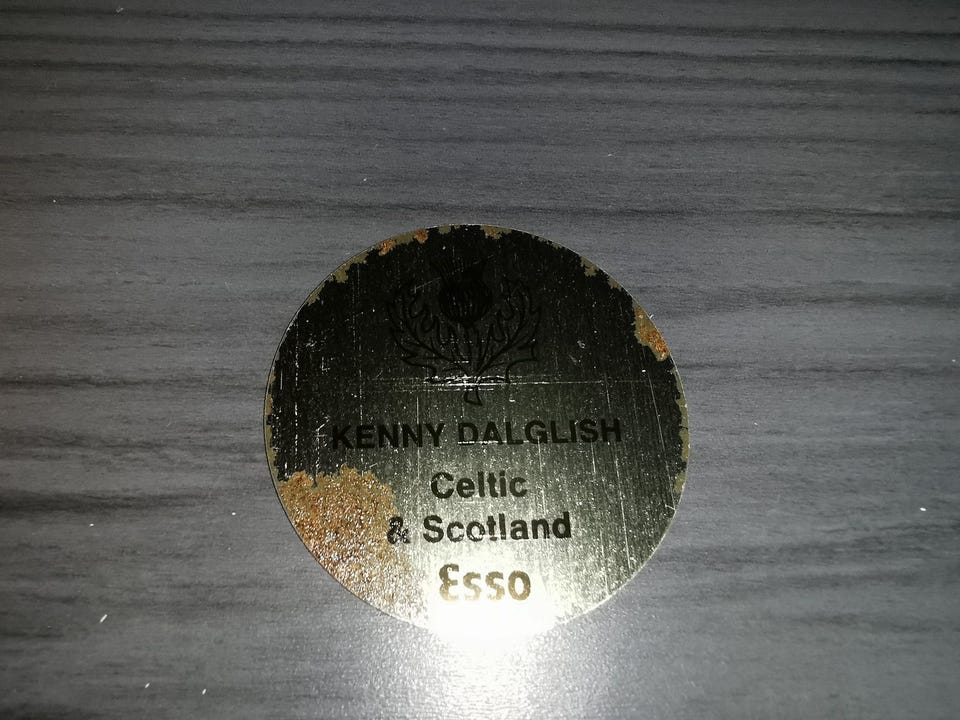 KENNY DALGLISH
Celtic
& Scotland
Esso